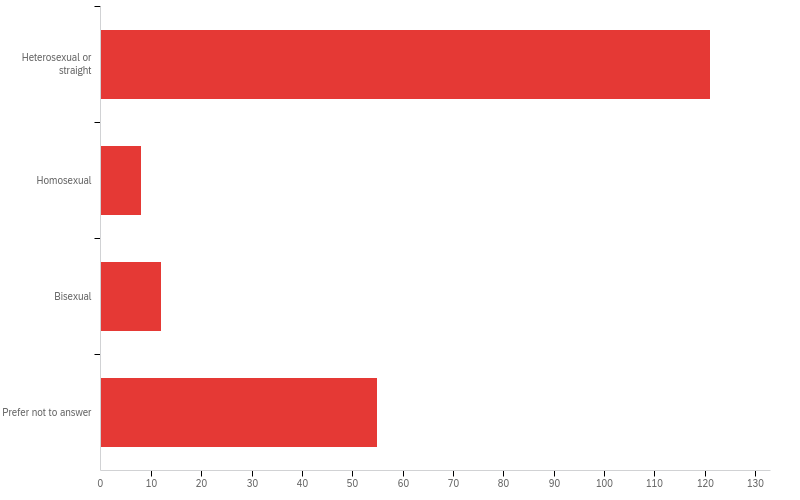 Heterosexual or
straight
Homosexual
Bisexual
Prefer not to answer
0 10 20 30 40 50 60 70 80 90 100 110 120 130